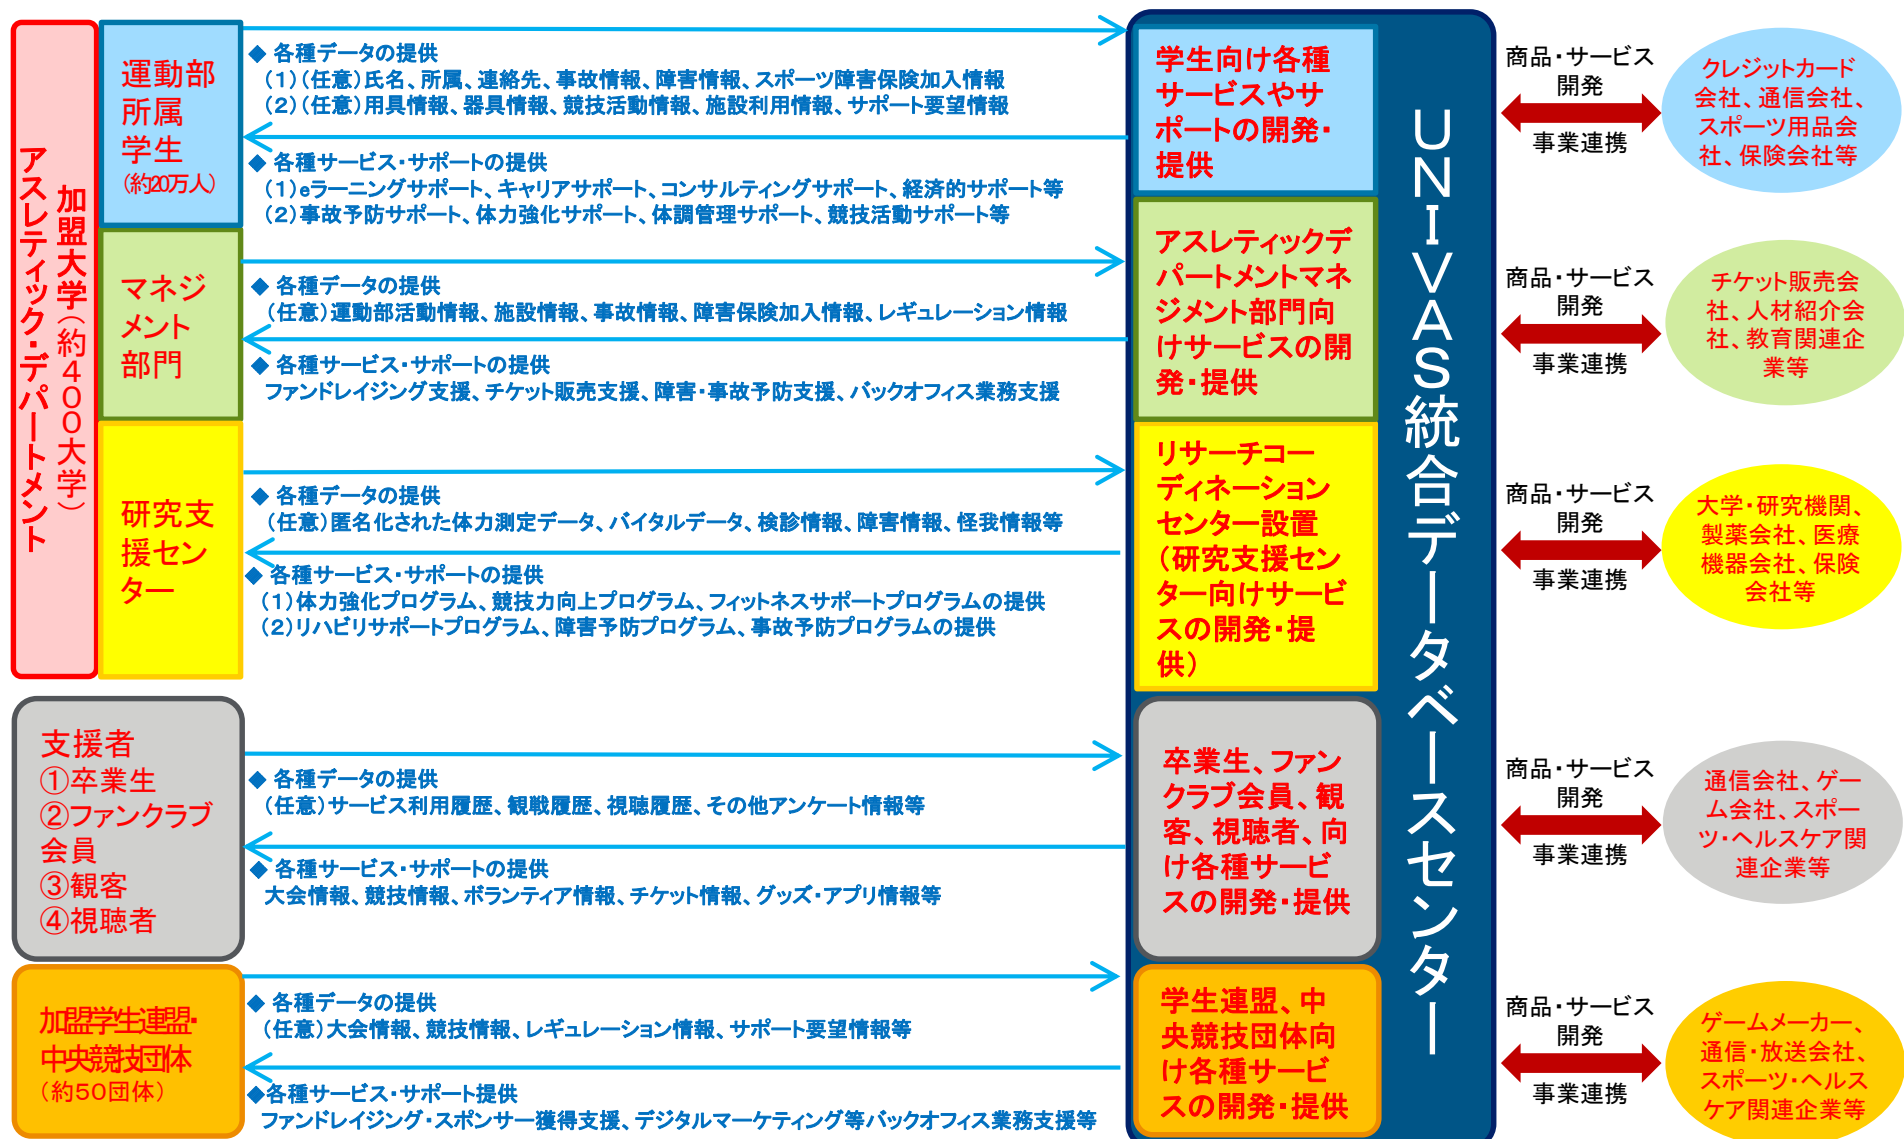 加盟大学（約４００大学）
アスレティック・デパートメント
運動部
所属
学生
（約20万人）
◆ 各種データの提供
（１）（任意）氏名、所属、連絡先、事故情報、障害情報、スポーツ障害保険加入情報
（２）（任意）用具情報、器具情報、競技活動情報、施設利用情報、サポート要望情報
◆ 各種サービス・サポートの提供
（１）eラーニングサポート、キャリアサポート、コンサルティングサポート、経済的サポート等
（２）事故予防サポート、体力強化サポート、体調管理サポート、競技活動サポート等
学生向け各種
サービスやサ
ポートの開発・
提供
商品・サービス
開発
事業連携
クレジットカード
会社、通信会社、
スポーツ用品会
社、保険会社等
マネジ
メント
部門
◆ 各種データの提供
（任意）運動部活動情報、施設情報、事故情報、障害保険加入情報、レギュレーション情報
◆ 各種サービス・サポートの提供
ファンドレイジング支援、チケット販売支援、障害・事故予防支援、バックオフィス業務支援
アスレティックデ
パートメントマネ
ジメント部門向
けサービスの開
発・提供
商品・サービス
開発
事業連携
チケット販売会
社、人材紹介会
社、教育関連企
業等
研究支
援セン
ター
◆ 各種データの提供
（任意）匿名化された体力測定データ、バイタルデータ、検診情報、障害情報、怪我情報等
◆ 各種サービス・サポートの提供
（１）体力強化プログラム、競技力向上プログラム、フィットネスサポートプログラムの提供
（２）リハビリサポートプログラム、障害予防プログラム、事故予防プログラムの提供
リサーチコー
ディネーション
センター設置
（研究支援セン
ター向けサービ
スの開発・提
供）
商品・サービス
開発
事業連携
大学・研究機関、
製薬会社、医療
機器会社、保険
会社等
支援者
①卒業生
②ファンクラブ
会員
③観客
④視聴者
◆ 各種データの提供
（任意）サービス利用履歴、観戦履歴、視聴履歴、その他アンケート情報等
◆ 各種サービス・サポートの提供
大会情報、競技情報、ボランティア情報、チケット情報、グッズ・アプリ情報等
卒業生、ファン
クラブ会員、観
客、視聴者、向
け各種サービ
スの開発・提供
商品・サービス
開発
事業連携
通信会社、ゲー
ム会社、スポー
ツ・ヘルスケア関
連企業等
加盟学生連盟・
中央競技団体
（約５０団体）
◆ 各種データの提供
（任意）大会情報、競技情報、レギュレーション情報、サポート要望情報等
◆各種サービス・サポート提供
ファンドレイジング・スポンサー獲得支援、デジタルマーケティング等バックオフィス業務支援等
学生連盟、中
央競技団体向
け各種サービ
スの開発・提供
商品・サービス
開発
事業連携
ゲームメーカー、
通信・放送会社、
スポーツ・ヘルス
ケア関連企業等
ＵＮＩＶＡＳ統合データベースセンター